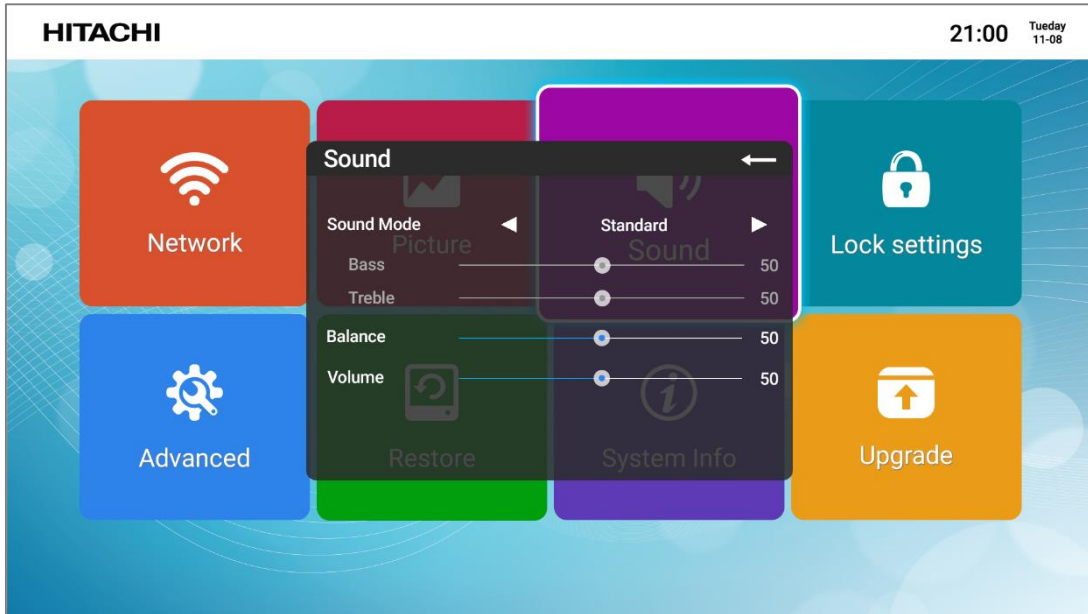 HITACHI
21:00 Tueday
11-08
Sound
Sound Mode Standard
Bass 50
Treble 50
Balance 50
Volume 50
Network
Picture
Sound
Lock settings
Advanced
Restore
System Info
Upgrade